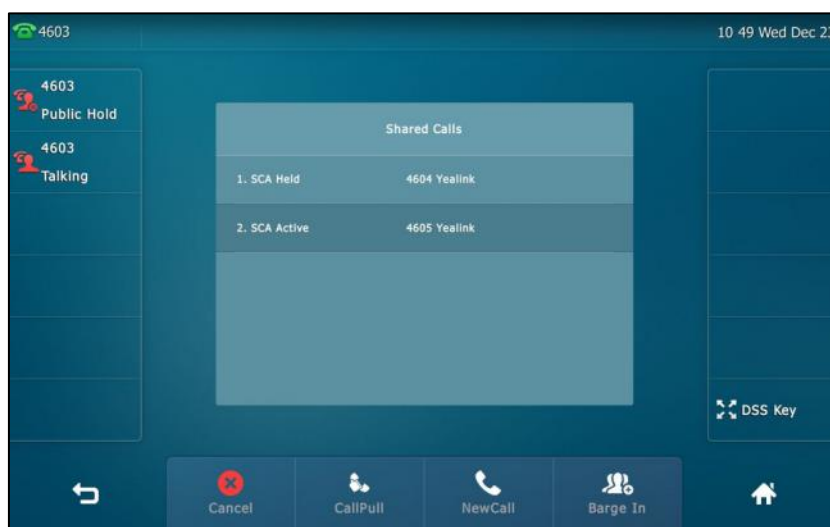 4603
10 49 Wed Dec 23
4603
Public Hold
4603
Talking
Shared Calls
1. SCA Held 4604 Yealink
2. SCA Active 4605 Yealink
DSS Key
Cancel
CallPull
NewCall
Barge In